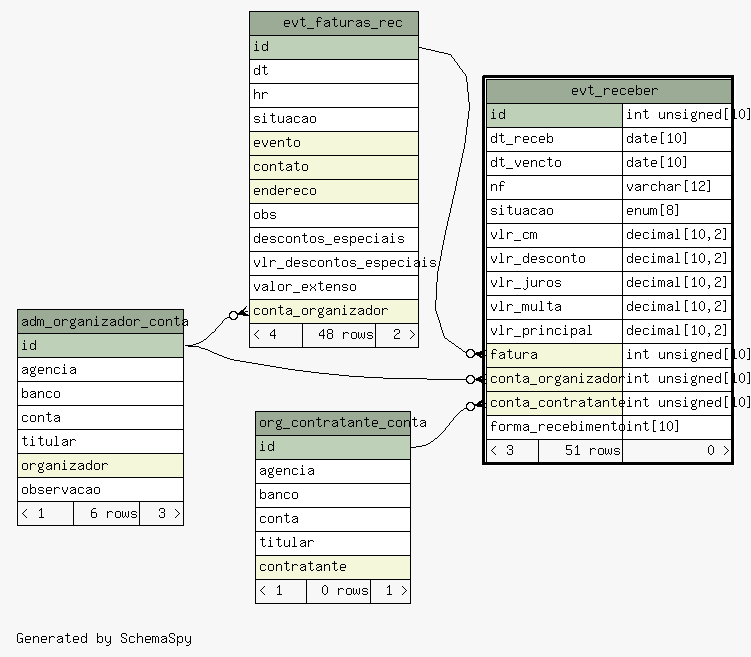 evt_faturas_rec
id
dt
hr
situacao
evento
contato
endereco
obs
descontos_especiais
vlr_descontos_especiais
valor_extenso
conta_organizador
< 4 48 rows 2 >
evt_receber
id int unsigned[10]
dt_receb date[10]
dt_vencto date[10]
nf varchar[12]
situacao enum[8]
vlr_cm decimal[10,2]
vlr_desconto decimal[10,2]
vlr_juros decimal[10,2]
vlr_multa decimal[10,2]
vlr_principal decimal[10,2]
fatura int unsigned[10]
conta_organizador int unsigned[10]
conta_contratante int unsigned[10]
forma_recebimento int[10]
< 3 51 rows 0 >
adm_organizador_conta
id
agencia
banco
conta
titular
organizador
observacao
< 1 6 rows 3 >
org_contratante_conta
id
agencia
banco
conta
titular
contratante
< 1 0 rows 1 >
Generated by SchemaSpy